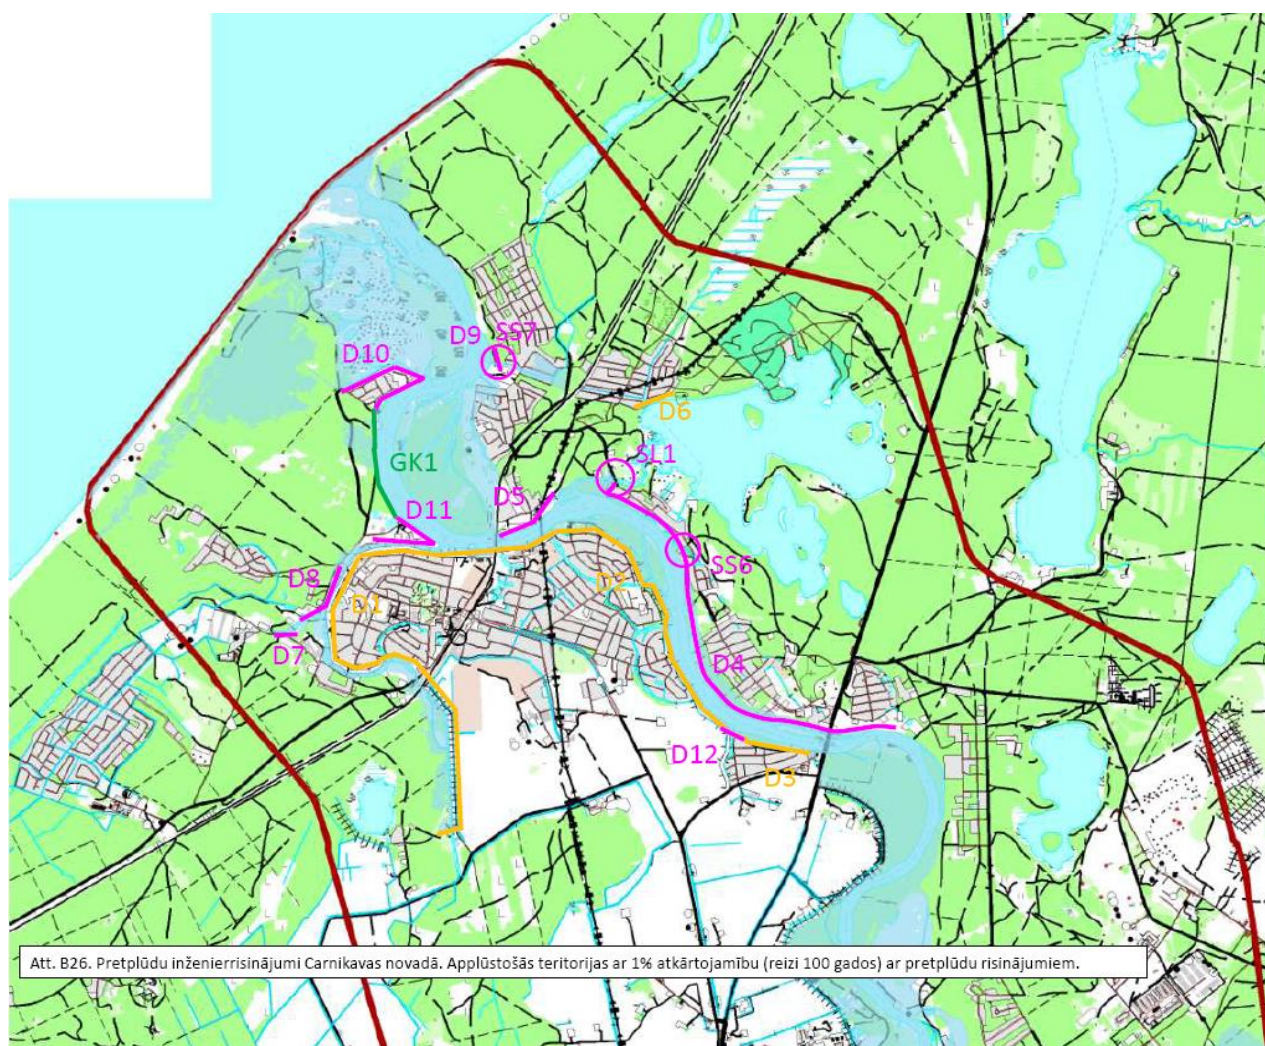 D9 SS7
D10
D6
SL1
GK1
D5
D11
SS6
D8
D2
D1
D7
D4
D12
D3
Att. B26. Pretplūdu inženierrisinājumi Carnikavas novadā. Applūstošās teritorijas ar 1% atkārtojamību (reizi 100 gados) ar pretplūdu risinājumiem.